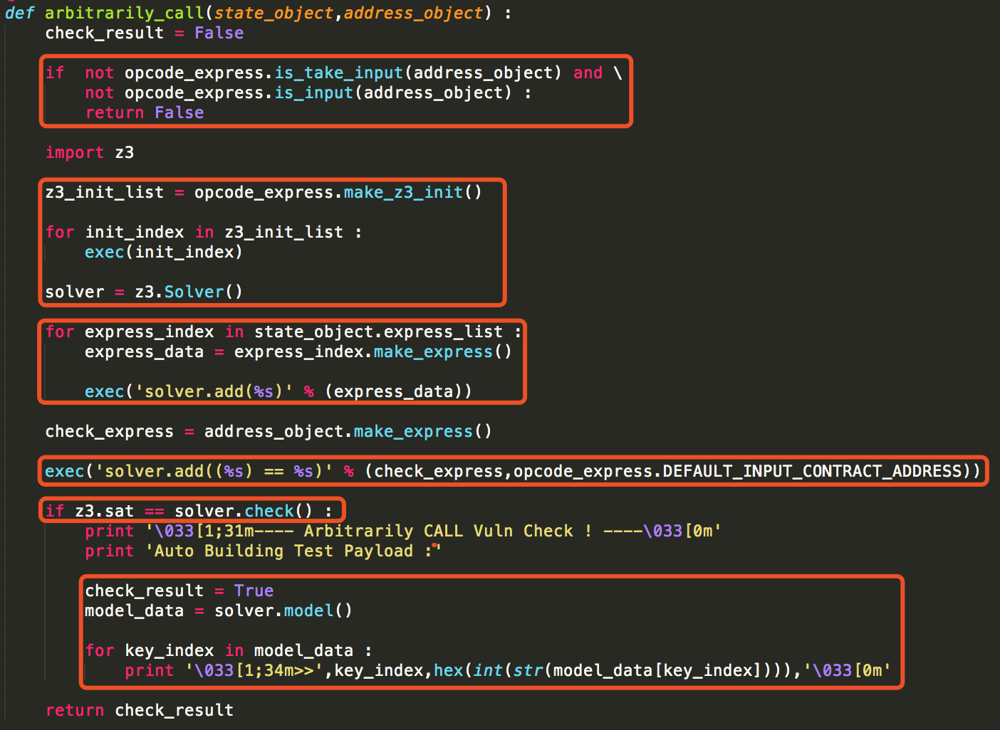 def arbitrarily_call(state_object,address_object) :
    check_result = False
    if  not opcode_express.is_take_input(address_object) and \
        not opcode_express.is_input(address_object) :
        return False
    import z3
    z3_init_list = opcode_express.make_z3_init()
    for init_index in z3_init_list :
        exec(init_index)
    solver = z3.Solver()
    for express_index in state_object.express_list :
        express_data = express_index.make_express()
        exec('solver.add(%s)' % (express_data))
    check_express = address_object.make_express()
    exec('solver.add((%s) == %s)' % (check_express,opcode_express.DEFAULT_INPUT_CONTRACT_ADDRESS))
    if z3.sat == solver.check() :
        print '\033[1;31m---- Arbitrarily CALL Vuln Check ! ----\033[0m'
        print 'Auto Building Test Payload :'
        check_result = True
        model_data = solver.model()
        for key_index in model_data :
            print '\033[1;34m>>',key_index,hex(int(str(model_data[key_index]))),'\033[0m'
    return check_result